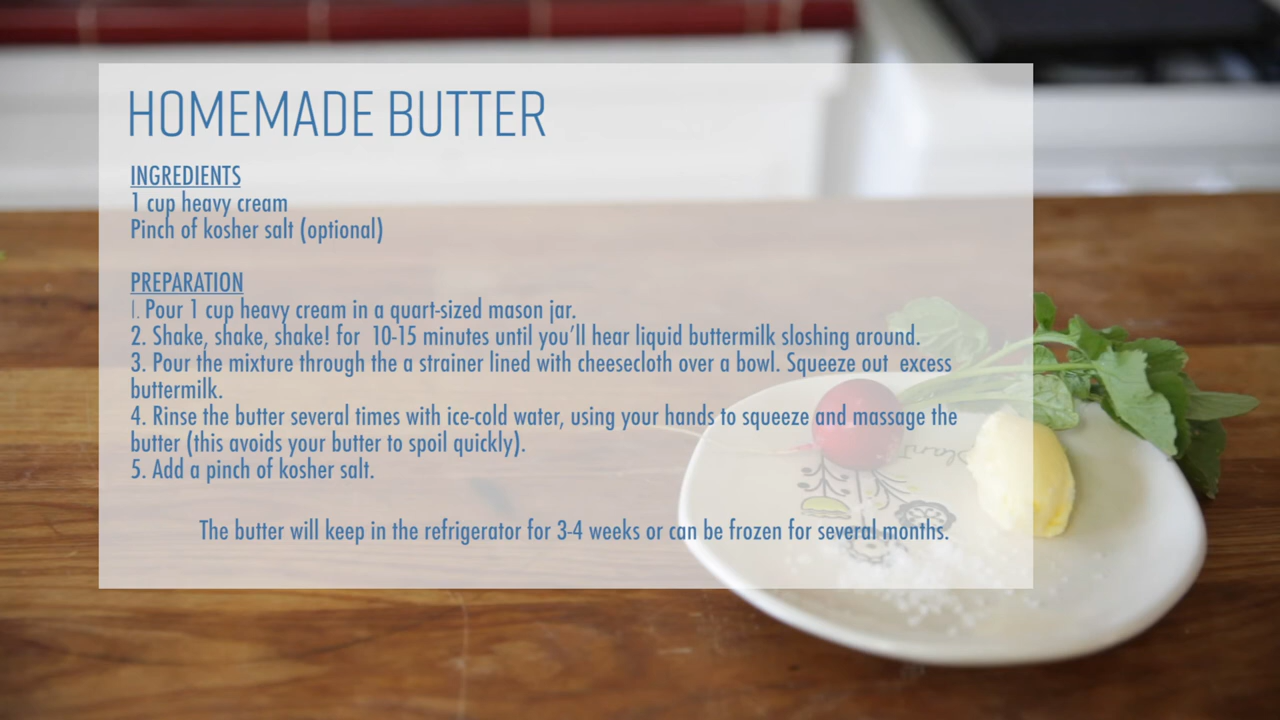 HOMEMADE BUTTER
INGREDIENTS
1 cup heavy cream
Pinch of kosher salt (optional)
PREPARATION
1. Pour 1 cup heavy cream in a quart-sized mason jar.
2. Shake, shake, shake! for 10-15 minutes until you'll hear liquid buttermilk sloshing around.
3. Pour the mixture through the a strainer lined with cheesecloth over a bowl. Squeeze out excess
buttermilk.
4. Rinse the butter several times with ice-cold water, using your hands to squeeze and massage the
butter (this avoids your butter to spoil quickly).
5. Add a pinch of kosher salt.
The butter will keep in the refrigerator for 3-4 weeks or can be frozen for several months.